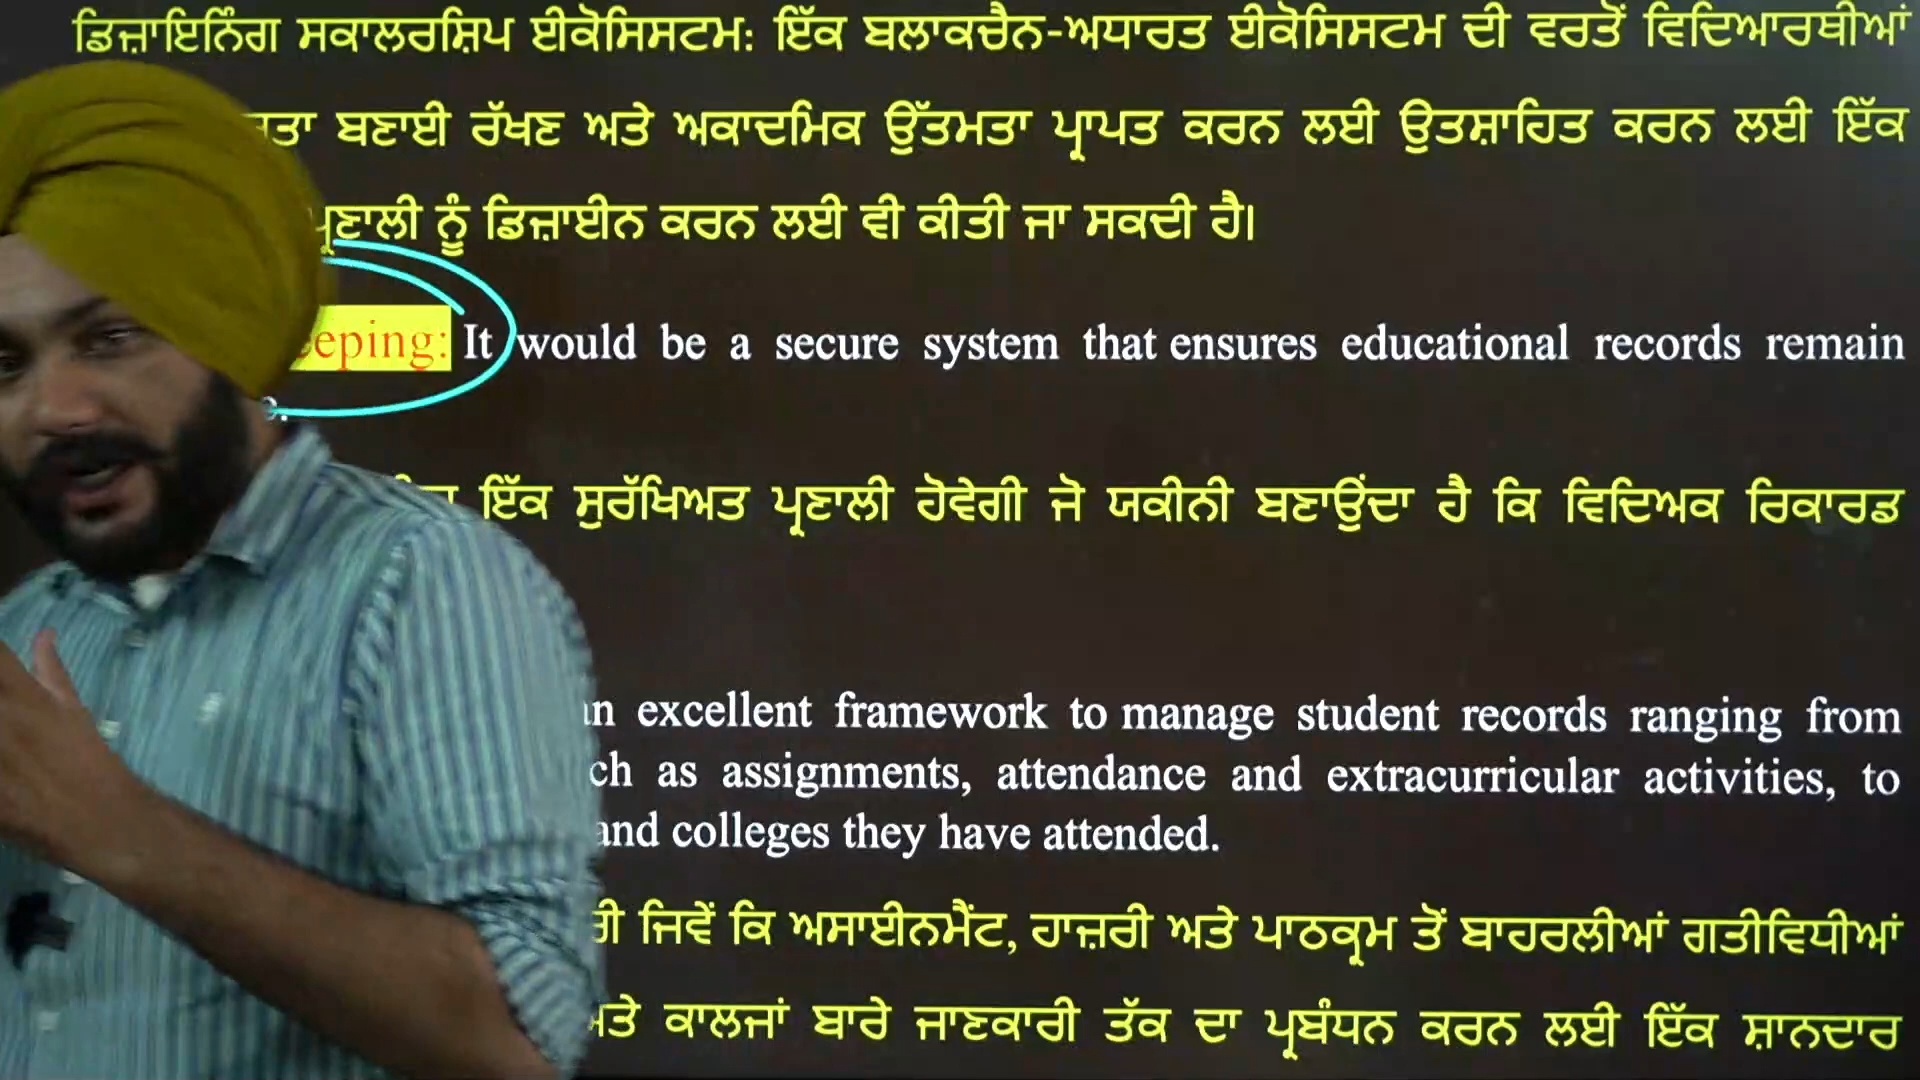 ਡਿਜ਼ਾਇਨਿੰਗ ਸਕਾਲਰਸ਼ਿਪ ਈਕੋਸਿਸਟਮ: ਇੱਕ ਬਲਾਕਚੈਨ-ਅਧਾਰਤ ਈਕੋਸਿਸਟਮ ਦੀ ਵਰਤੋਂ ਵਿਦਿਆਰਥੀਆਂ
ਬਣਾਈ ਰੱਖਣ ਅਤੇ ਅਕਾਦਮਿਕ ਉੱਤਮਤਾ ਪ੍ਰਾਪਤ ਕਰਨ ਲਈ ਉਤਸ਼ਾਹਿਤ ਕਰਨ ਲਈ ਇੱਕ
ਪ੍ਰਣਾਲੀ ਨੂੰ ਡਿਜ਼ਾਈਨ ਕਰਨ ਲਈ ਵੀ ਕੀਤੀ ਜਾ ਸਕਦੀ ਹੈ।
eeping: It would be a secure system that ensures educational records remain
ਇੱਕ ਸੁਰੱਖਿਅਤ ਪ੍ਰਣਾਲੀ ਹੋਵੇਗੀ ਜੋ ਯਕੀਨੀ ਬਣਾਉਂਦਾ ਹੈ ਕਿ ਵਿਦਿਅਕ ਰਿਕਾਰਡ
an excellent framework to manage student records ranging from
ch as assignments, attendance and extracurricular activities, to
and colleges they have attended.
ਜਿਵੇਂ ਕਿ ਅਸਾਈਨਮੈਂਟ, ਹਾਜ਼ਰੀ ਅਤੇ ਪਾਠਕ੍ਰਮ ਤੋਂ ਬਾਹਰਲੀਆਂ ਗਤੀਵਿਧੀਆਂ
ਅਤੇ ਕਾਲਜਾਂ ਬਾਰੇ ਜਾਣਕਾਰੀ ਤੱਕ ਦਾ ਪ੍ਰਬੰਧਨ ਕਰਨ ਲਈ ਇੱਕ ਸ਼ਾਨਦਾਰ